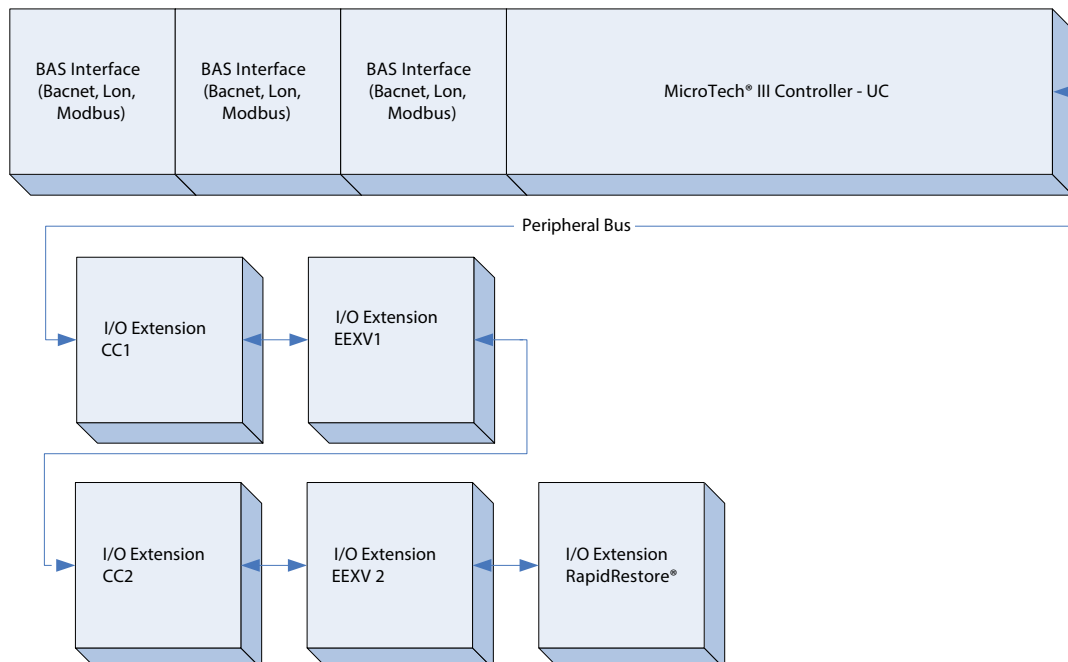 BAS Interface
(Bacnet, Lon,
Modbus)
BAS Interface
(Bacnet, Lon,
Modbus)
BAS Interface
(Bacnet, Lon,
Modbus)
MicroTech® III Controller - UC
Peripheral Bus
I/O Extension
CC1
I/O Extension
EEXV1
I/O Extension
CC2
I/O Extension
EEXV 2
I/O Extension
RapidRestore®